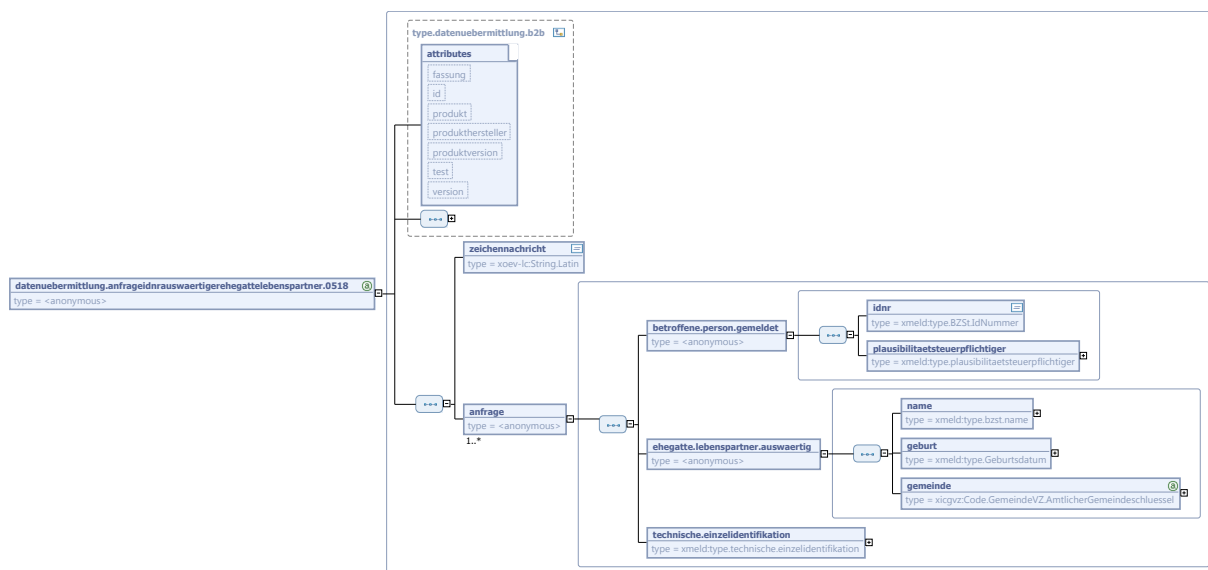 type.datenuebermittlung.b2b
attributes
fassung
id
produkt
produkthersteller
produktversion
test
version
zeichennachricht
type = xoev-lc:String.Latin
datenuebermittlung.anfrageidnrauswaertigerehegattelebenspartner.0518
a
type = <anonymous>
idnr
type = xmeld:type.BZSt.IdNummer
betroffene.person.gemeldet
type = <anonymous>
plausibilitaetsteuerpflichtiger
type = xmeld:type.plausibilitaetsteuerpflichtiger
anfrage
type = <anonymous>
1..*
name
type = xmeld:type.bzst.name
ehegatte.lebenspartner.auswaertig
type = <anonymous>
geburt
type = xmeld:type.Geburtsdatum
gemeinde
a
type = xicgvz:Code.GemeindeVZ.AmtlicherGemeindeschluessel
technische.einzelidentifikation
type = xmeld:type.technische.einzelidentifikation